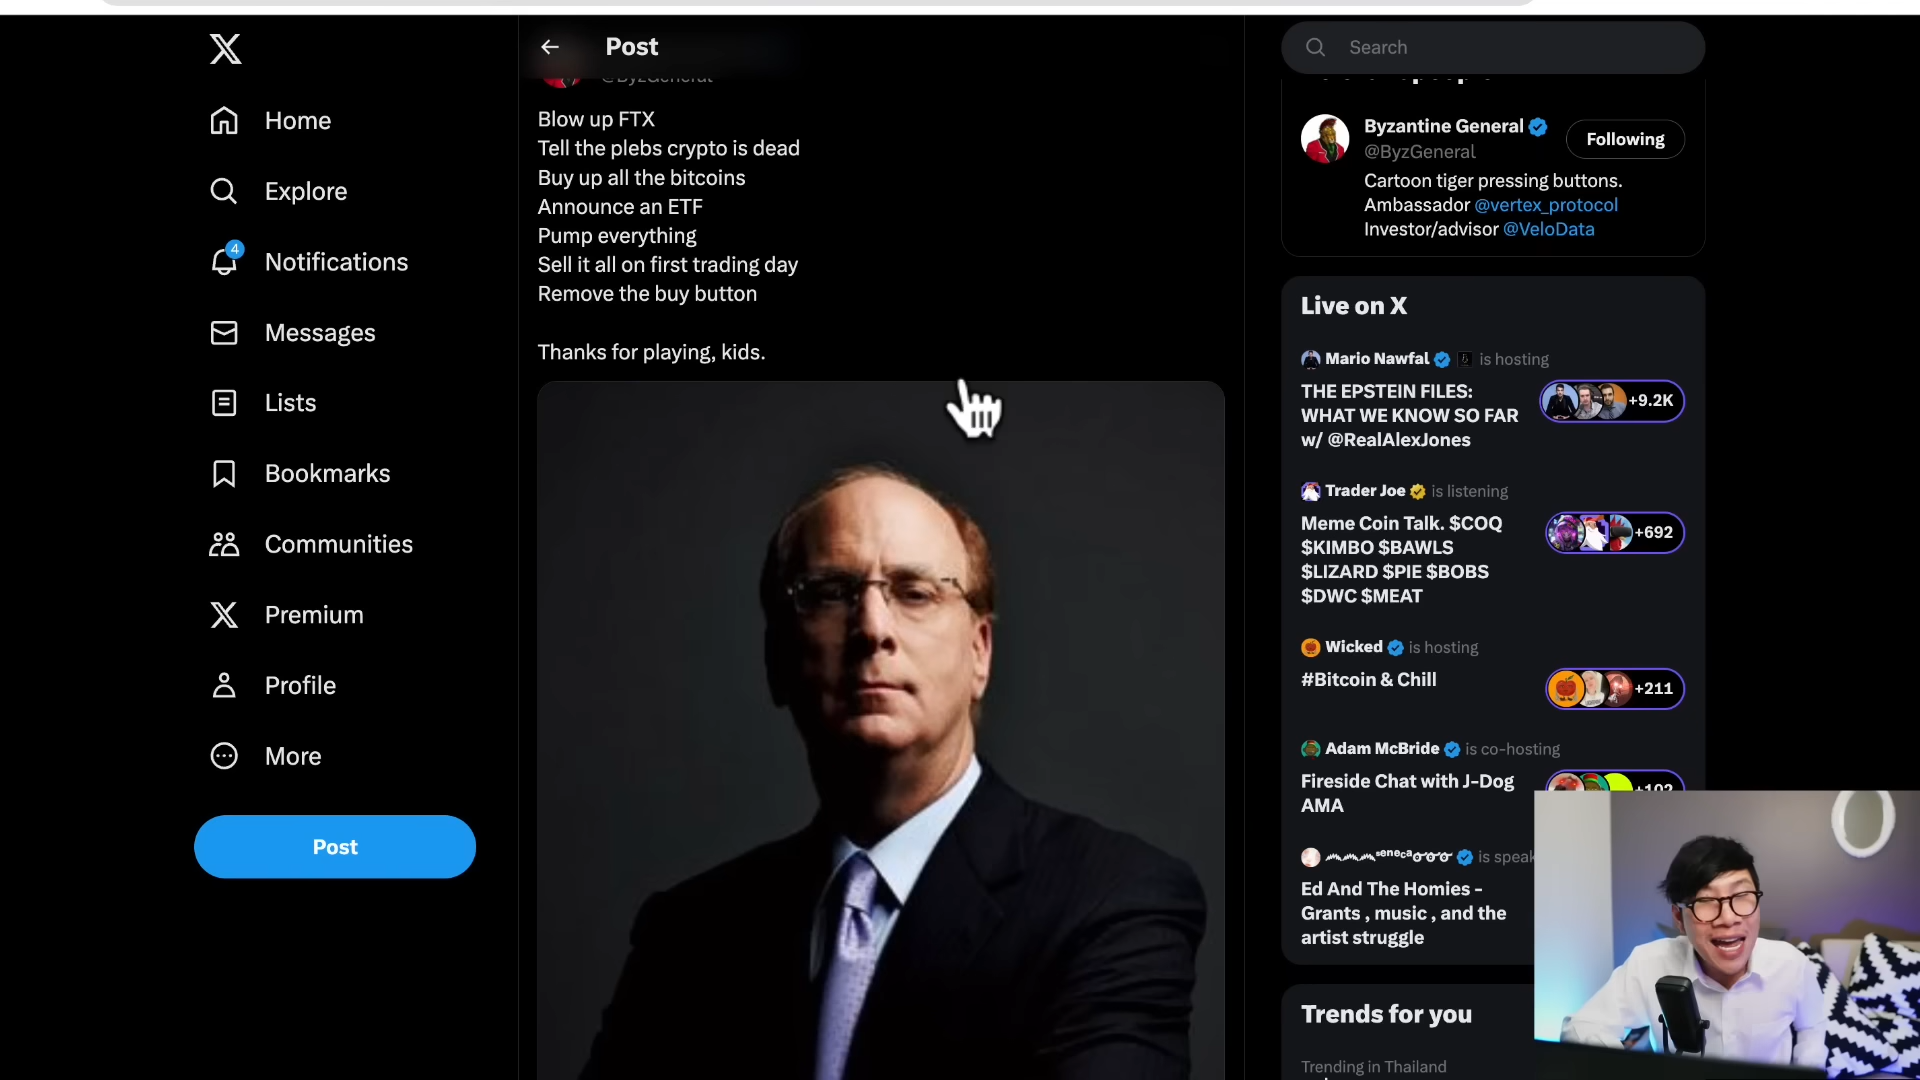 Home
Explore
4
Notifications
Messages
Lists
Bookmarks
Communities
Premium
Profile
More
Post
Post
@ByzGeneral
Blow up FTX
Tell the plebs crypto is dead
Buy up all the bitcoins
Announce an ETF
Pump everything
Sell it all on first trading day
Remove the buy button
Thanks for playing, kids.
Search
Byzantine General
@ByzGeneral
Following
Cartoon tiger pressing buttons.
Ambassador @vertex_protocol
Investor/advisor @VeloData
Live on X
Mario Nawfal is hosting
THE EPSTEIN FILES:
WHAT WE KNOW SO FAR
w/ @RealAlexJones
+9.2K
Trader Joe is listening
Meme Coin Talk. $COQ
$KIMBO $BAWLS
$LIZARD $PIE $BOBS
$DWC $MEAT
+692
Wicked is hosting
#Bitcoin & Chill
+211
Adam McBride is co-hosting
Fireside Chat with J-Dog
AMA
+102
seneca is speak
Ed And The Homies -
Grants , music , and the
artist struggle
Trends for you
Trending in Thailand